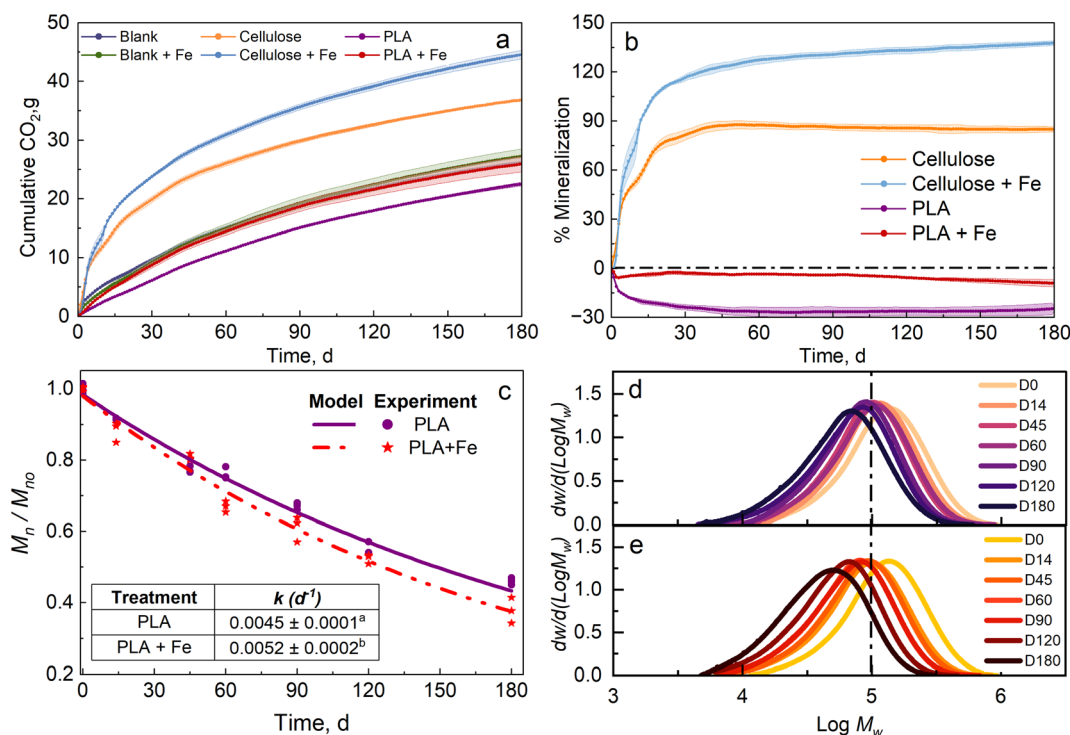 a
Blank Cellulose PLA
Blank + Fe Cellulose + Fe PLA + Fe
Cumulative CO2,g
50
40
30
20
10
0
0 30 60 90 120 150 180
Time, d
b
% Mineralization
150
120
90
60
30
0
−30
Cellulose
Cellulose + Fe
PLA
PLA + Fe
0 30 60 90 120 150 180
Time, d
c
Model Experiment
PLA
PLA+Fe
Mn / Mno
1.0
0.8
0.6
0.4
0.2
Treatment k (d-1)
PLA 0.0045 ± 0.0001a
PLA + Fe 0.0052 ± 0.0002b
0 30 60 90 120 150 180
Time, d
d
dw/d(LogMw)
1.5
1.0
0.5
0.0
D0
D14
D45
D60
D90
D120
D180
e
dw/d(LogMw)
1.5
1.0
0.5
0.0
D0
D14
D45
D60
D90
D120
D180
3 4 5 6
Log Mw